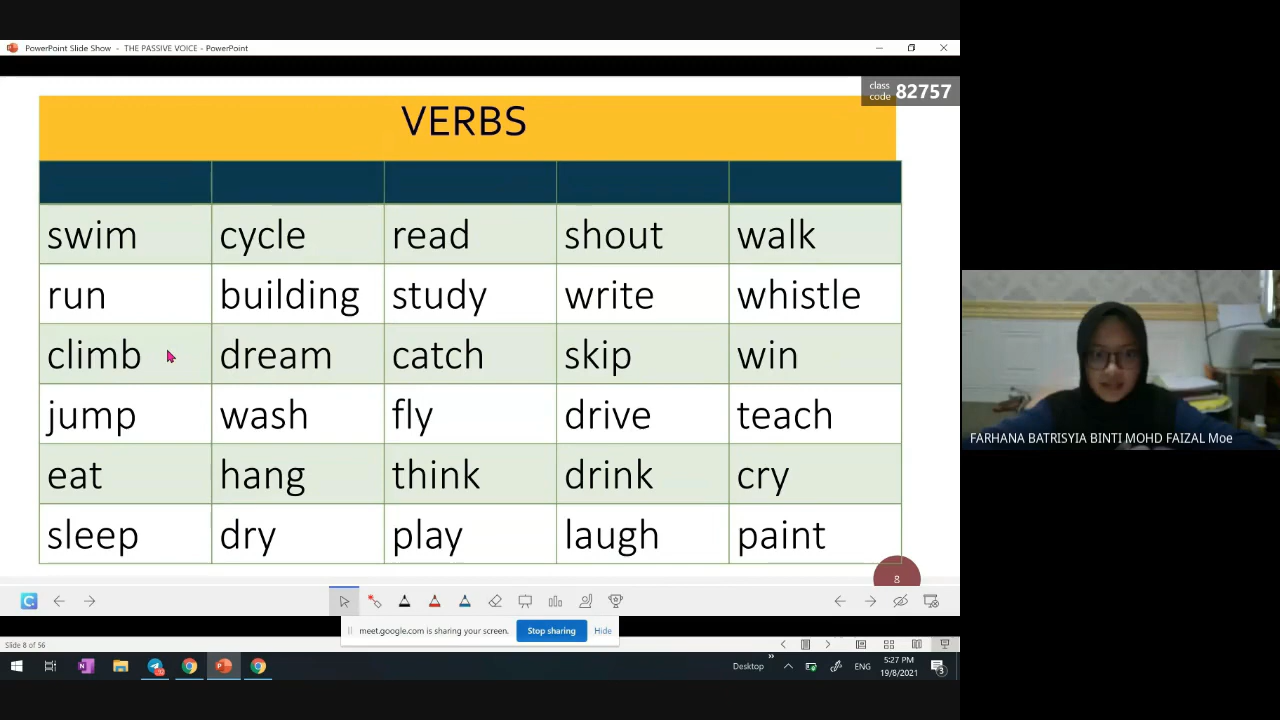 PowerPoint Slide Show - THE PASSIVE VOICE - PowerPoint
class code 82757
VERBS
swim cycle read shout walk
run building study write whistle
climb dream catch skip win
jump wash fly drive teach
eat hang think drink cry
sleep dry play laugh paint
8
FARHANA BATRISYIA BINTI MOHD FAIZAL Moe
meet.google.com is sharing your screen. Stop sharing Hide
Slide 8 of 56
Desktop ENG 5:27 PM
19/8/2021 3